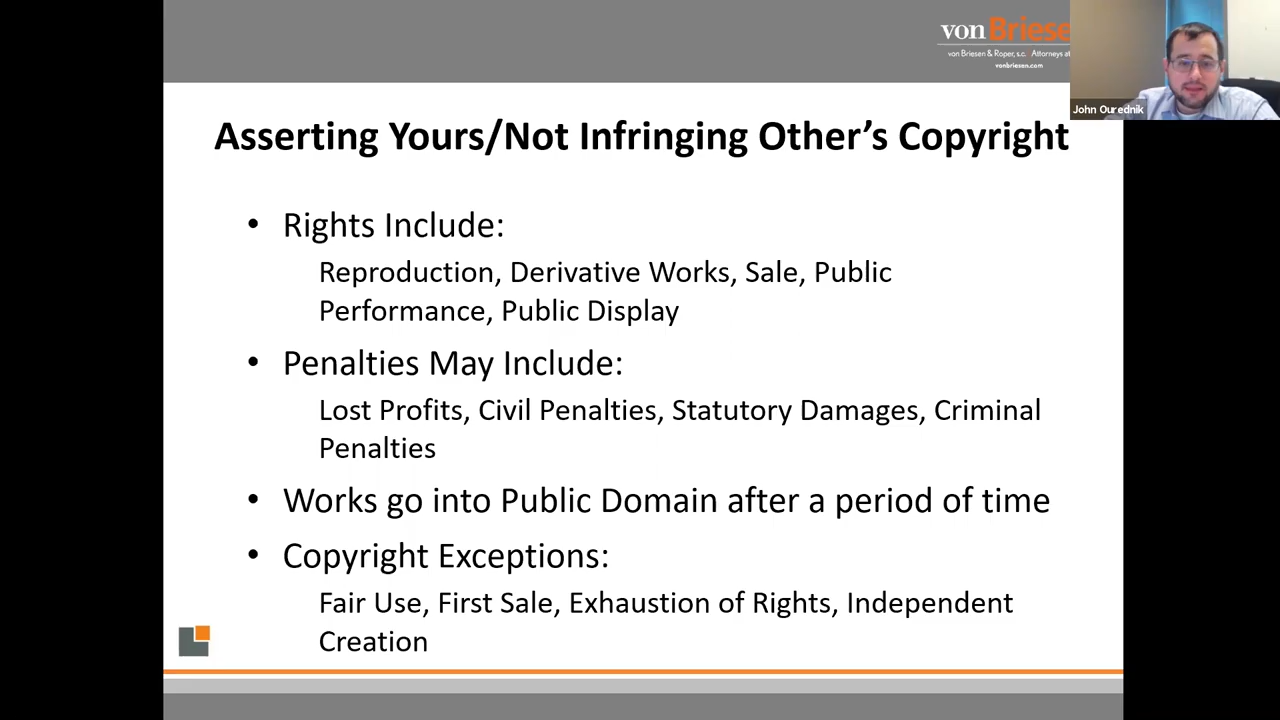 von Briese
von Briesen & Roper, s.c. Attorneys at
vonbriesen.com
John Ourednik
Asserting Yours/Not Infringing Other’s Copyright
• Rights Include:
Reproduction, Derivative Works, Sale, Public
Performance, Public Display
• Penalties May Include:
Lost Profits, Civil Penalties, Statutory Damages, Criminal
Penalties
• Works go into Public Domain after a period of time
• Copyright Exceptions:
Fair Use, First Sale, Exhaustion of Rights, Independent
Creation